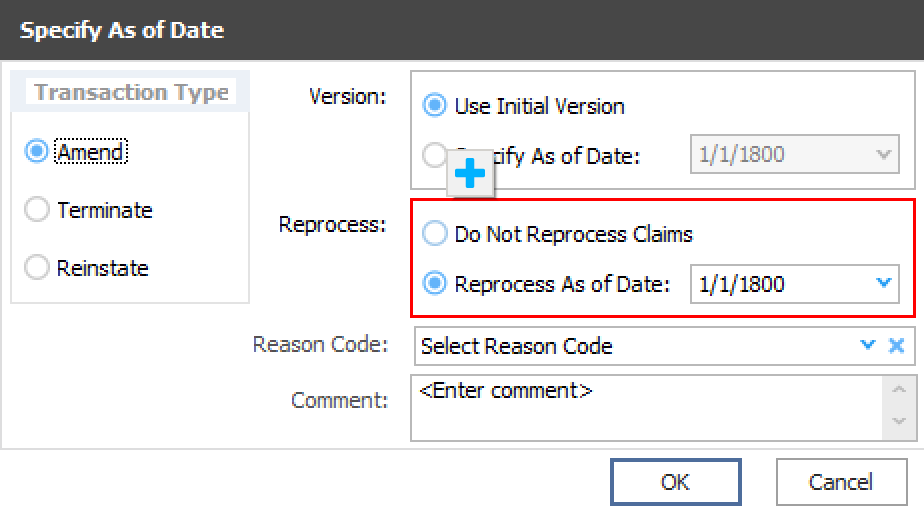 Specify As of Date
Transaction Type
Amend
Terminate
Reinstate
Version:
Use Initial Version
As of Date:
1/1/1800
Reprocess:
Do Not Reprocess Claims
Reprocess As of Date:
1/1/1800
Reason Code:
Select Reason Code
Comment:
<Enter comment>
OK
Cancel